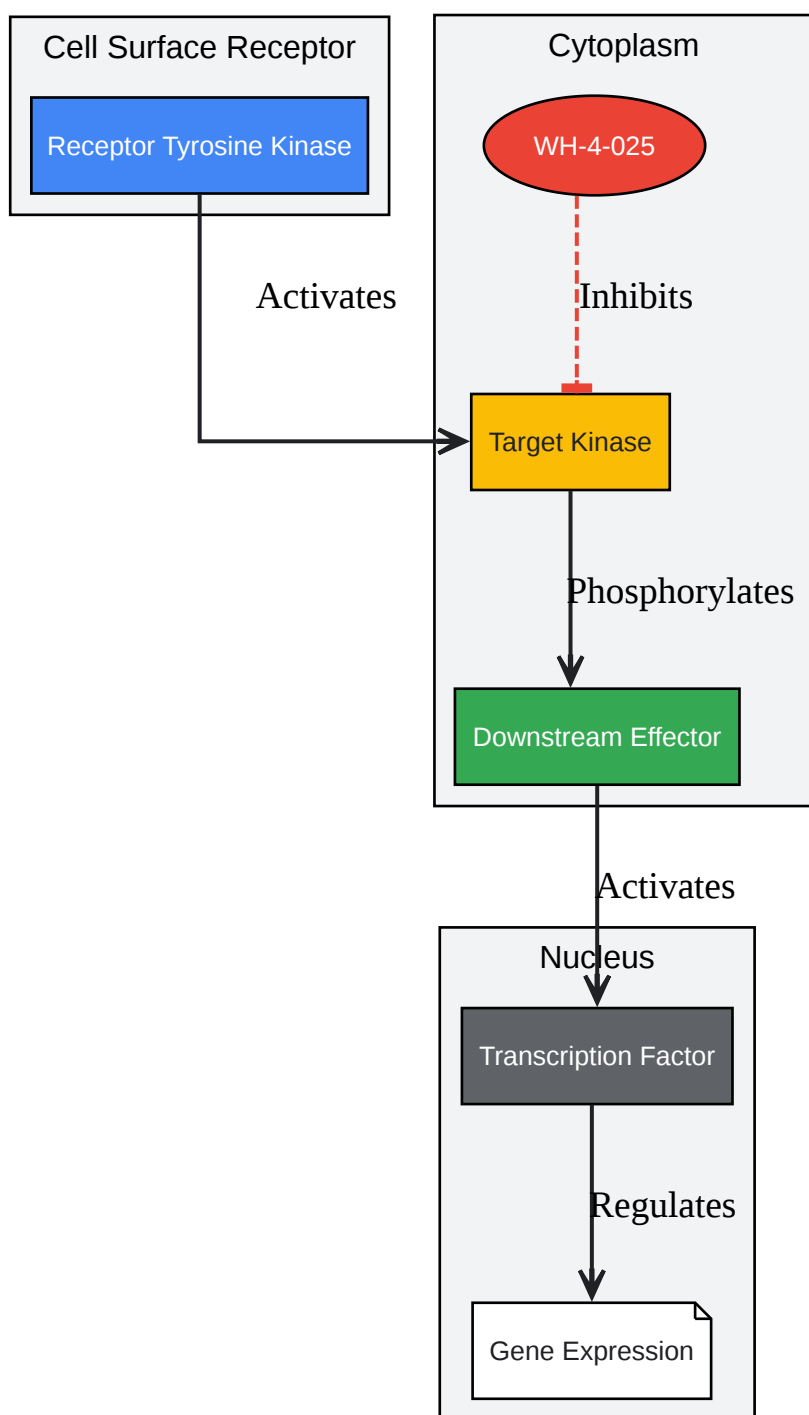 Cell Surface Receptor
Cytoplasm
Receptor Tyrosine Kinase
WH-4-025
Activates
Inhibits
Target Kinase
Phosphorylates
Downstream Effector
Activates
Nucleus
Transcription Factor
Regulates
Gene Expression